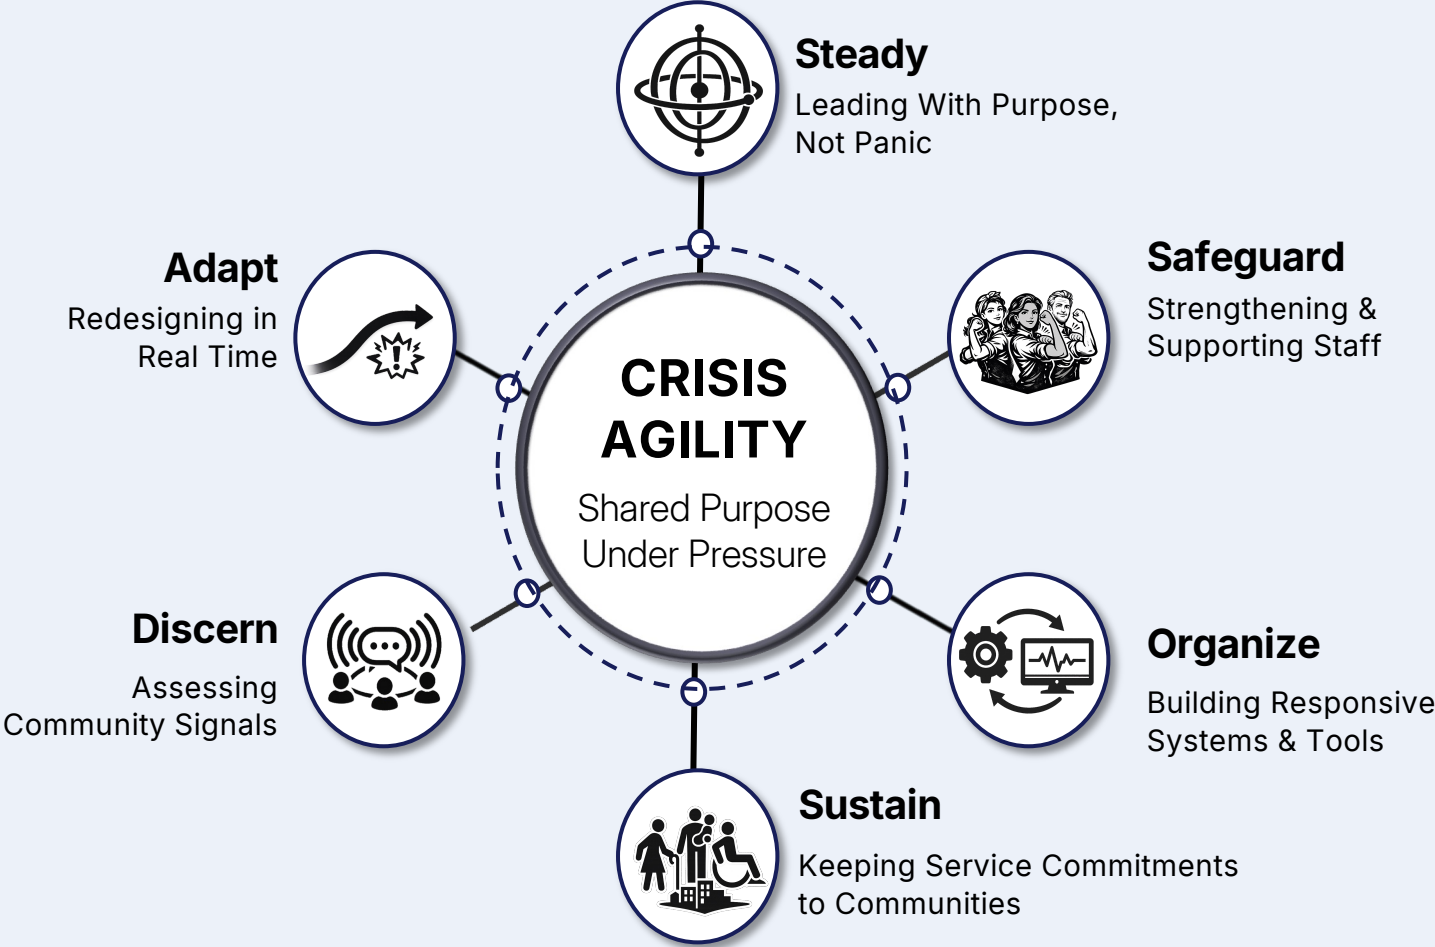 Steady
Leading With Purpose,
Not Panic
Safeguard
Strengthening &
Supporting Staff
Organize
Building Responsive
Systems & Tools
Sustain
Keeping Service Commitments
to Communities
Discern
Assessing
Community Signals
Adapt
Redesigning in
Real Time
CRISIS
AGILITY
Shared Purpose
Under Pressure